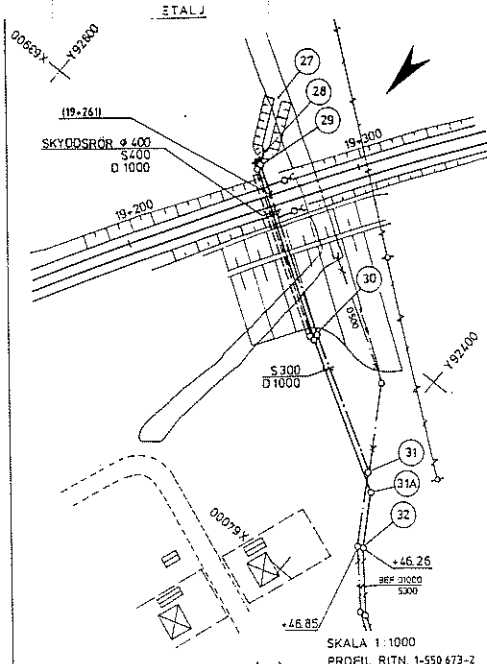 ETALJ
X63900
Y92600
27
28
29
(19+261)
SKYDDSRÖR φ 400
S400
D 1000
19+300
19+200
30
D500
S 300
D 1000
Y92400
31
31A
32
X64000
+46.26
BEF D1000
S300
+46.85
SKALA 1:1000
PROFIL RITN. 1-550 673-2